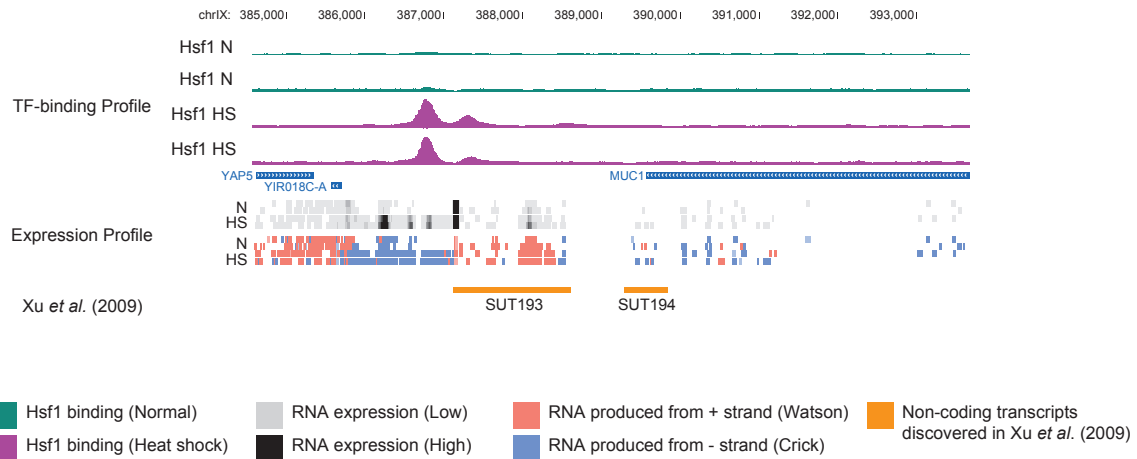 chrIX: 385,000 386,000 387,000 388,000 389,000 390,000 391,000 392,000 393,000
Hsf1 N
Hsf1 N
TF-binding Profile
Hsf1 HS
Hsf1 HS
YAP5 MUC1
YIR018C-A
N
HS
Expression Profile
N
HS
Xu et al. (2009)
SUT193 SUT194
Hsf1 binding (Normal)
Hsf1 binding (Heat shock)
RNA expression (Low)
RNA expression (High)
RNA produced from + strand (Watson)
RNA produced from - strand (Crick)
Non-coding transcripts
discovered in Xu et al. (2009)